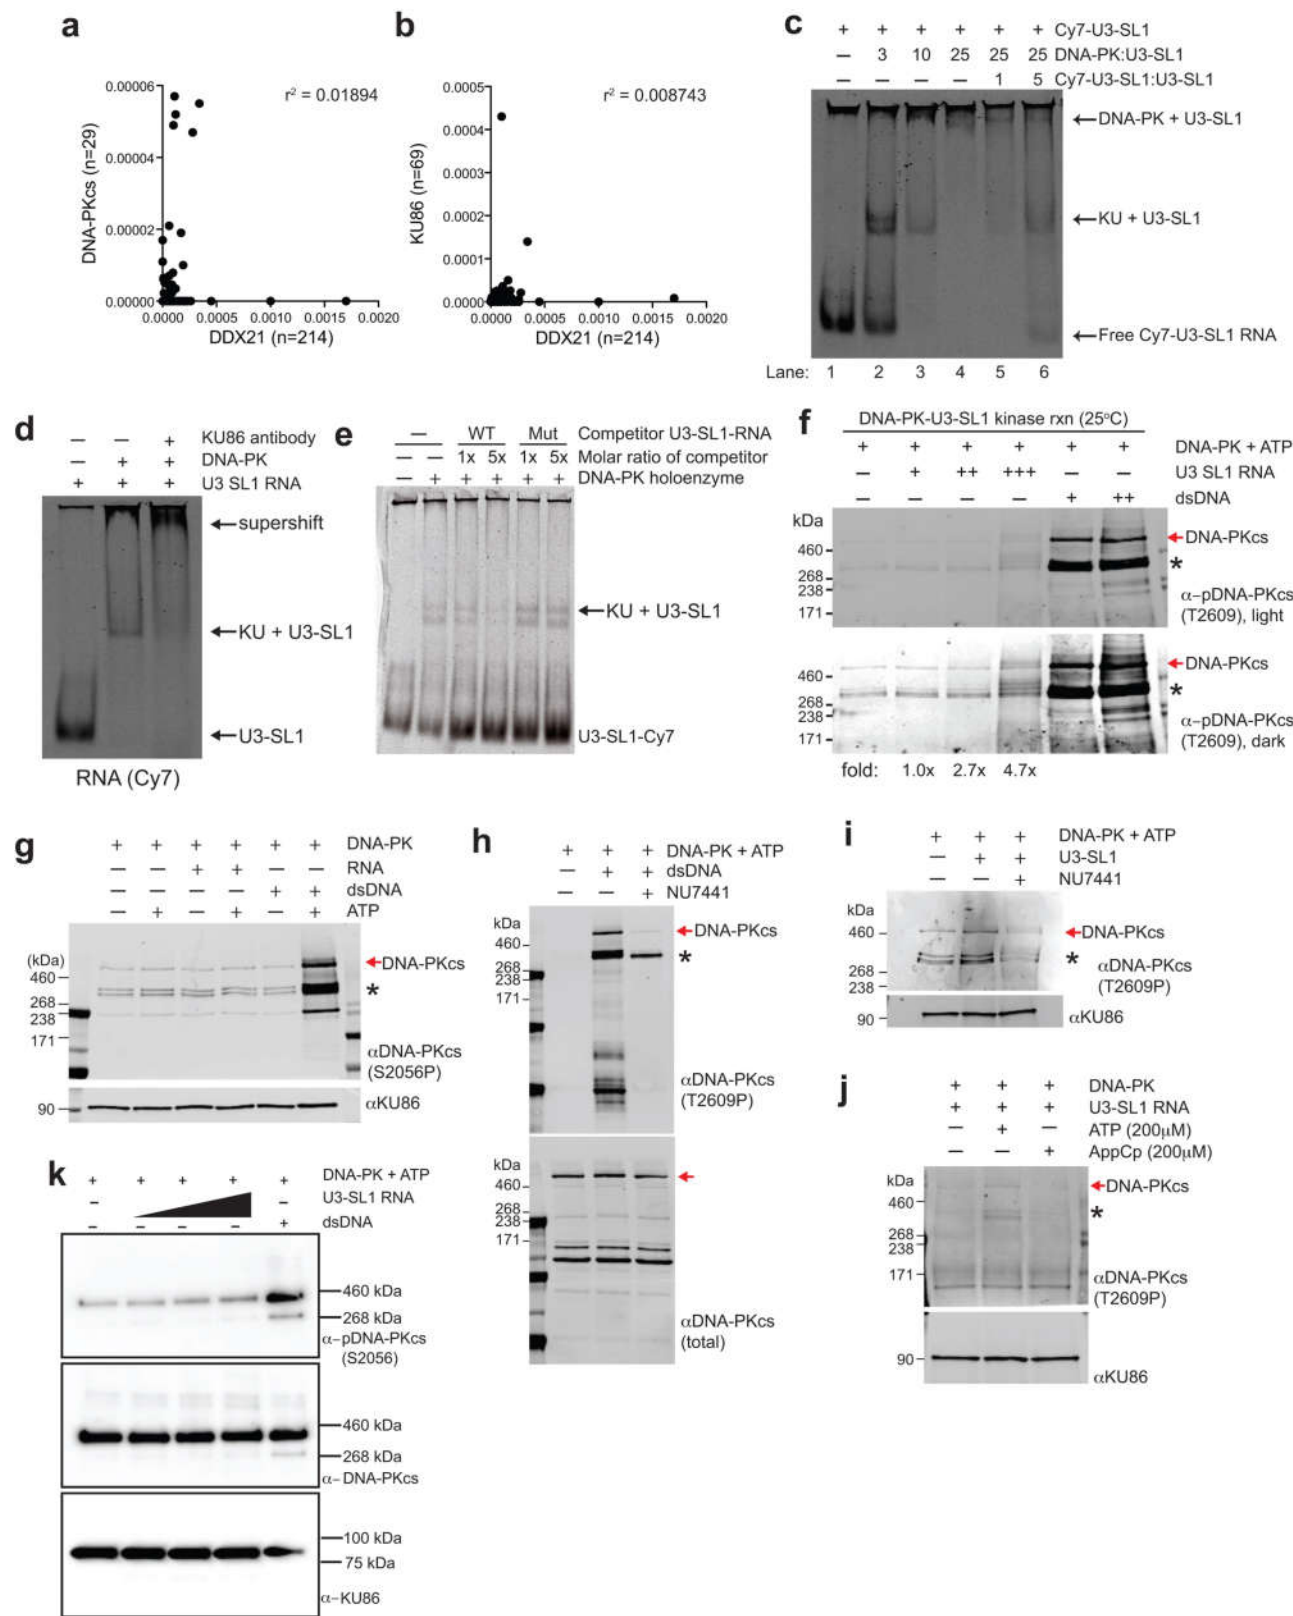 a
r² = 0.01894
DNA-PKcs (n=29)
0.00006
0.00004
0.00002
0.00000
0.0000 0.0005 0.0010 0.0015 0.0020
DDX21 (n=214)
b
r² = 0.008743
KU86 (n=69)
0.0005
0.0004
0.0003
0.0002
0.0001
0.0000
0.0000 0.0005 0.0010 0.0015 0.0020
DDX21 (n=214)
c
+ + + + + + Cy7-U3-SL1
— 3 10 25 25 25 DNA-PK:U3-SL1
— — — — 1 5 Cy7-U3-SL1:U3-SL1
←DNA-PK + U3-SL1
←KU + U3-SL1
←Free Cy7-U3-SL1 RNA
Lane: 1 2 3 4 5 6
d
— — + KU86 antibody
— + + DNA-PK
+ + + U3 SL1 RNA
←supershift
←KU + U3-SL1
←U3-SL1
RNA (Cy7)
e
— WT Mut Competitor U3-SL1-RNA
— — 1x 5x 1x 5x Molar ratio of competitor
— + + + + + DNA-PK holoenzyme
←KU + U3-SL1
U3-SL1-Cy7
f
DNA-PK-U3-SL1 kinase rxn (25°C)
+ + + + + + DNA-PK + ATP
— + ++ +++ — — U3 SL1 RNA
— — — — + ++ dsDNA
kDa
460
268
238
171
←DNA-PKcs
*
α–pDNA-PKcs
(T2609), light
460
268
238
171
←DNA-PKcs
*
α–pDNA-PKcs
(T2609), dark
fold: 1.0x 2.7x 4.7x
g
+ + + + + + DNA-PK
— — + + — — RNA
— — — — + + dsDNA
— + — + — + ATP
(kDa)
460
268
238
171
←DNA-PKcs
*
αDNA-PKcs
(S2056P)
90
αKU86
h
+ + + DNA-PK + ATP
— + + dsDNA
— — + NU7441
kDa
460
268
238
171
←DNA-PKcs
*
αDNA-PKcs
(T2609P)
kDa
460
268
238
171
←
αDNA-PKcs
(total)
i
+ + + DNA-PK + ATP
— + + U3-SL1
— — + NU7441
kDa
460
268
238
←DNA-PKcs
*
αDNA-PKcs
(T2609P)
90
αKU86
j
+ + + DNA-PK
+ + + U3-SL1 RNA
— + — ATP (200µM)
— — + AppCp (200µM)
kDa
460
268
238
171
←DNA-PKcs
*
αDNA-PKcs
(T2609P)
90
αKU86
k
+ + + + + DNA-PK + ATP
– U3-SL1 RNA
– – – – + dsDNA
460 kDa
268 kDa
α–pDNA-PKcs
(S2056)
460 kDa
268 kDa
α–DNA-PKcs
100 kDa
75 kDa
α–KU86